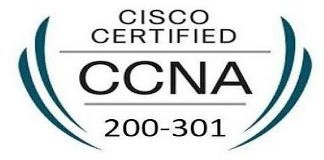 CISCO
CERTIFIED
CCNA
200-301